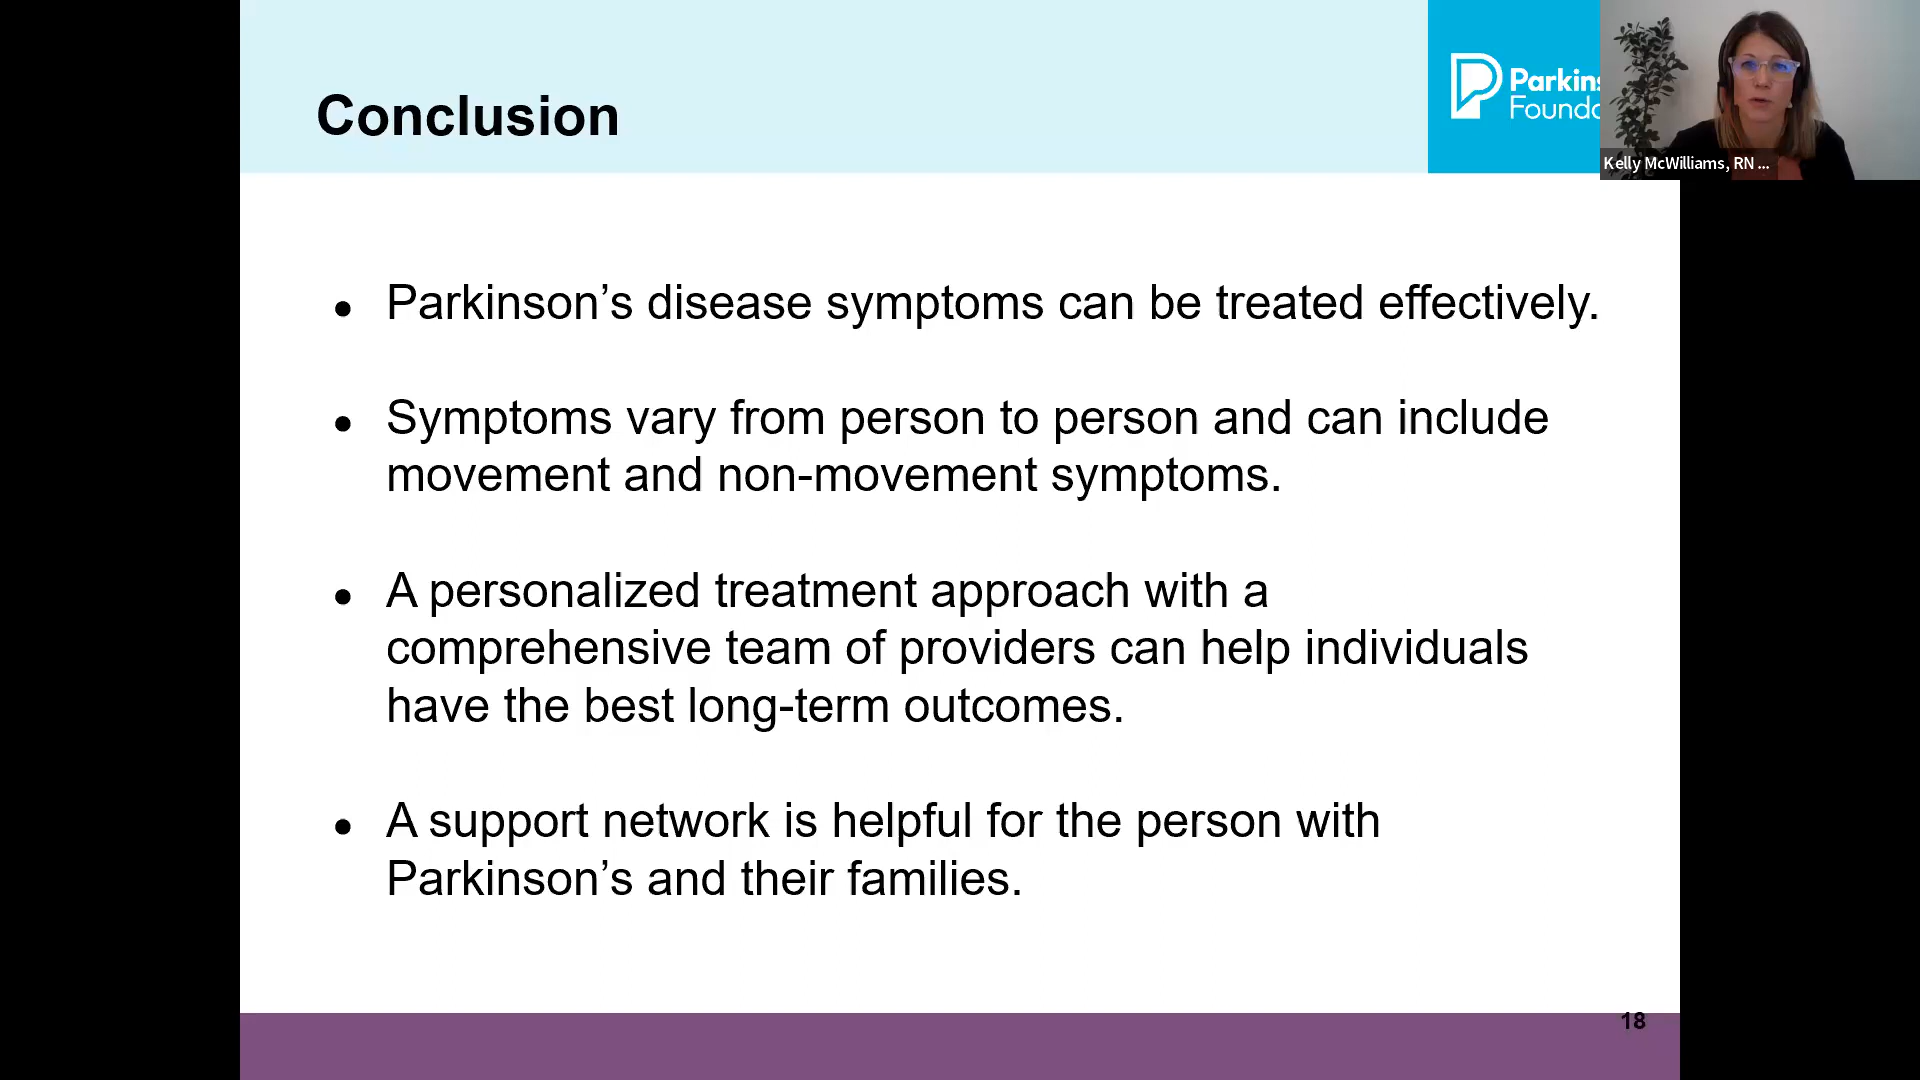 Conclusion
Parkins
Founda
Kelly McWilliams, RN ...
● Parkinson’s disease symptoms can be treated effectively.
● Symptoms vary from person to person and can include
movement and non-movement symptoms.
● A personalized treatment approach with a
comprehensive team of providers can help individuals
have the best long-term outcomes.
● A support network is helpful for the person with
Parkinson’s and their families.
18